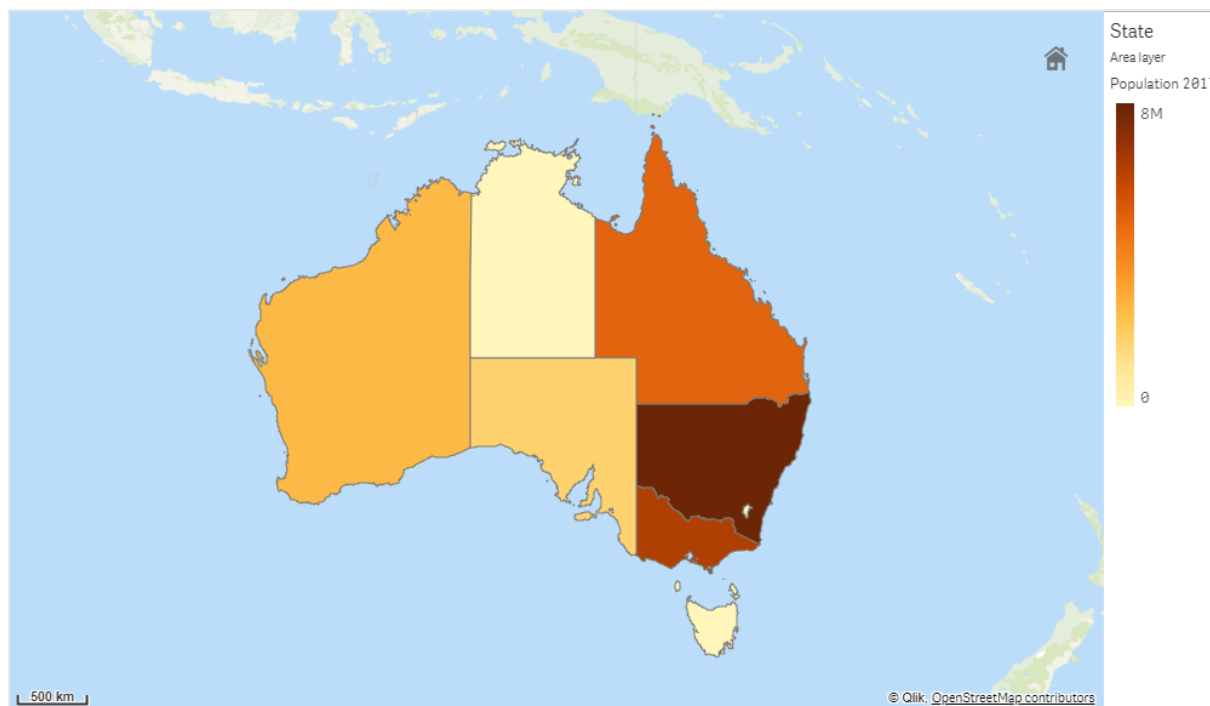 State
Area layer
Population 201
8M
0
500 km
© Qlik, OpenStreetMap contributors